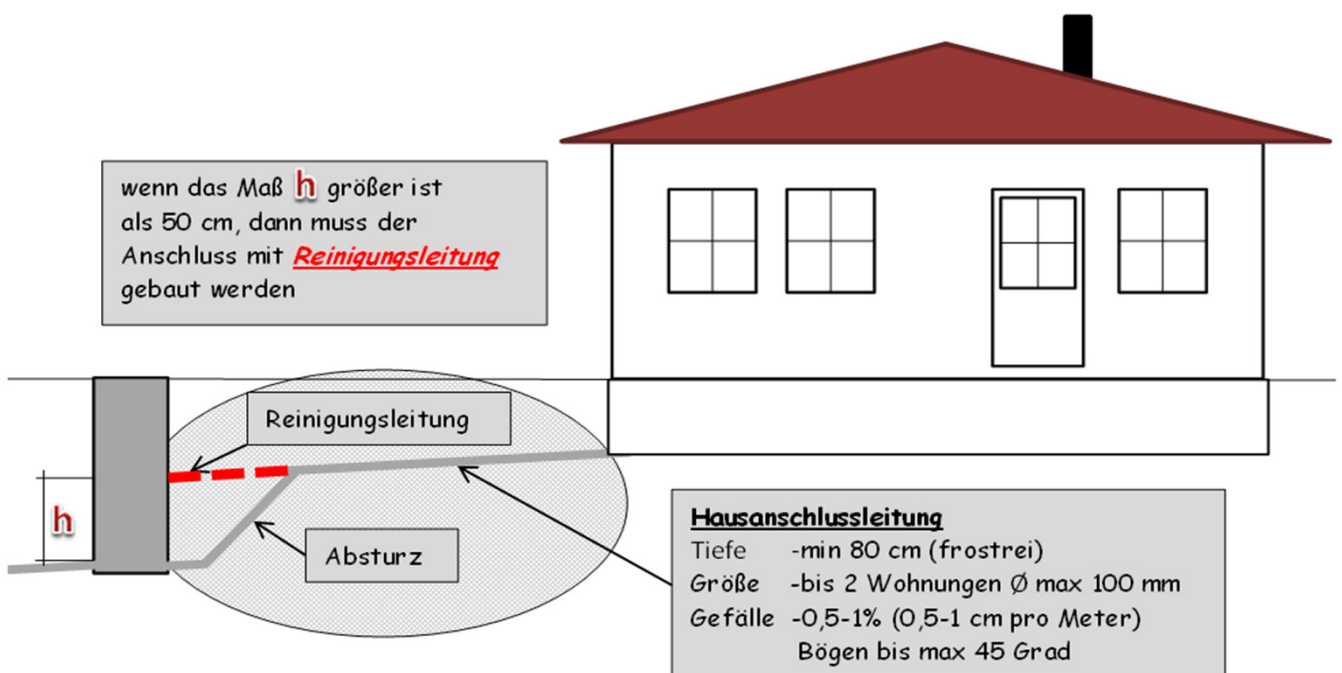 wenn das Maß h größer ist
als 50 cm, dann muss der
Anschluss mit Reinigungsleitung
gebaut werden
Reinigungsleitung
h
Absturz
Hausanschlussleitung
Tiefe -min 80 cm (frostrei)
Größe -bis 2 Wohnungen Ø max 100 mm
Gefälle -0,5-1% (0,5-1 cm pro Meter)
Bögen bis max 45 Grad